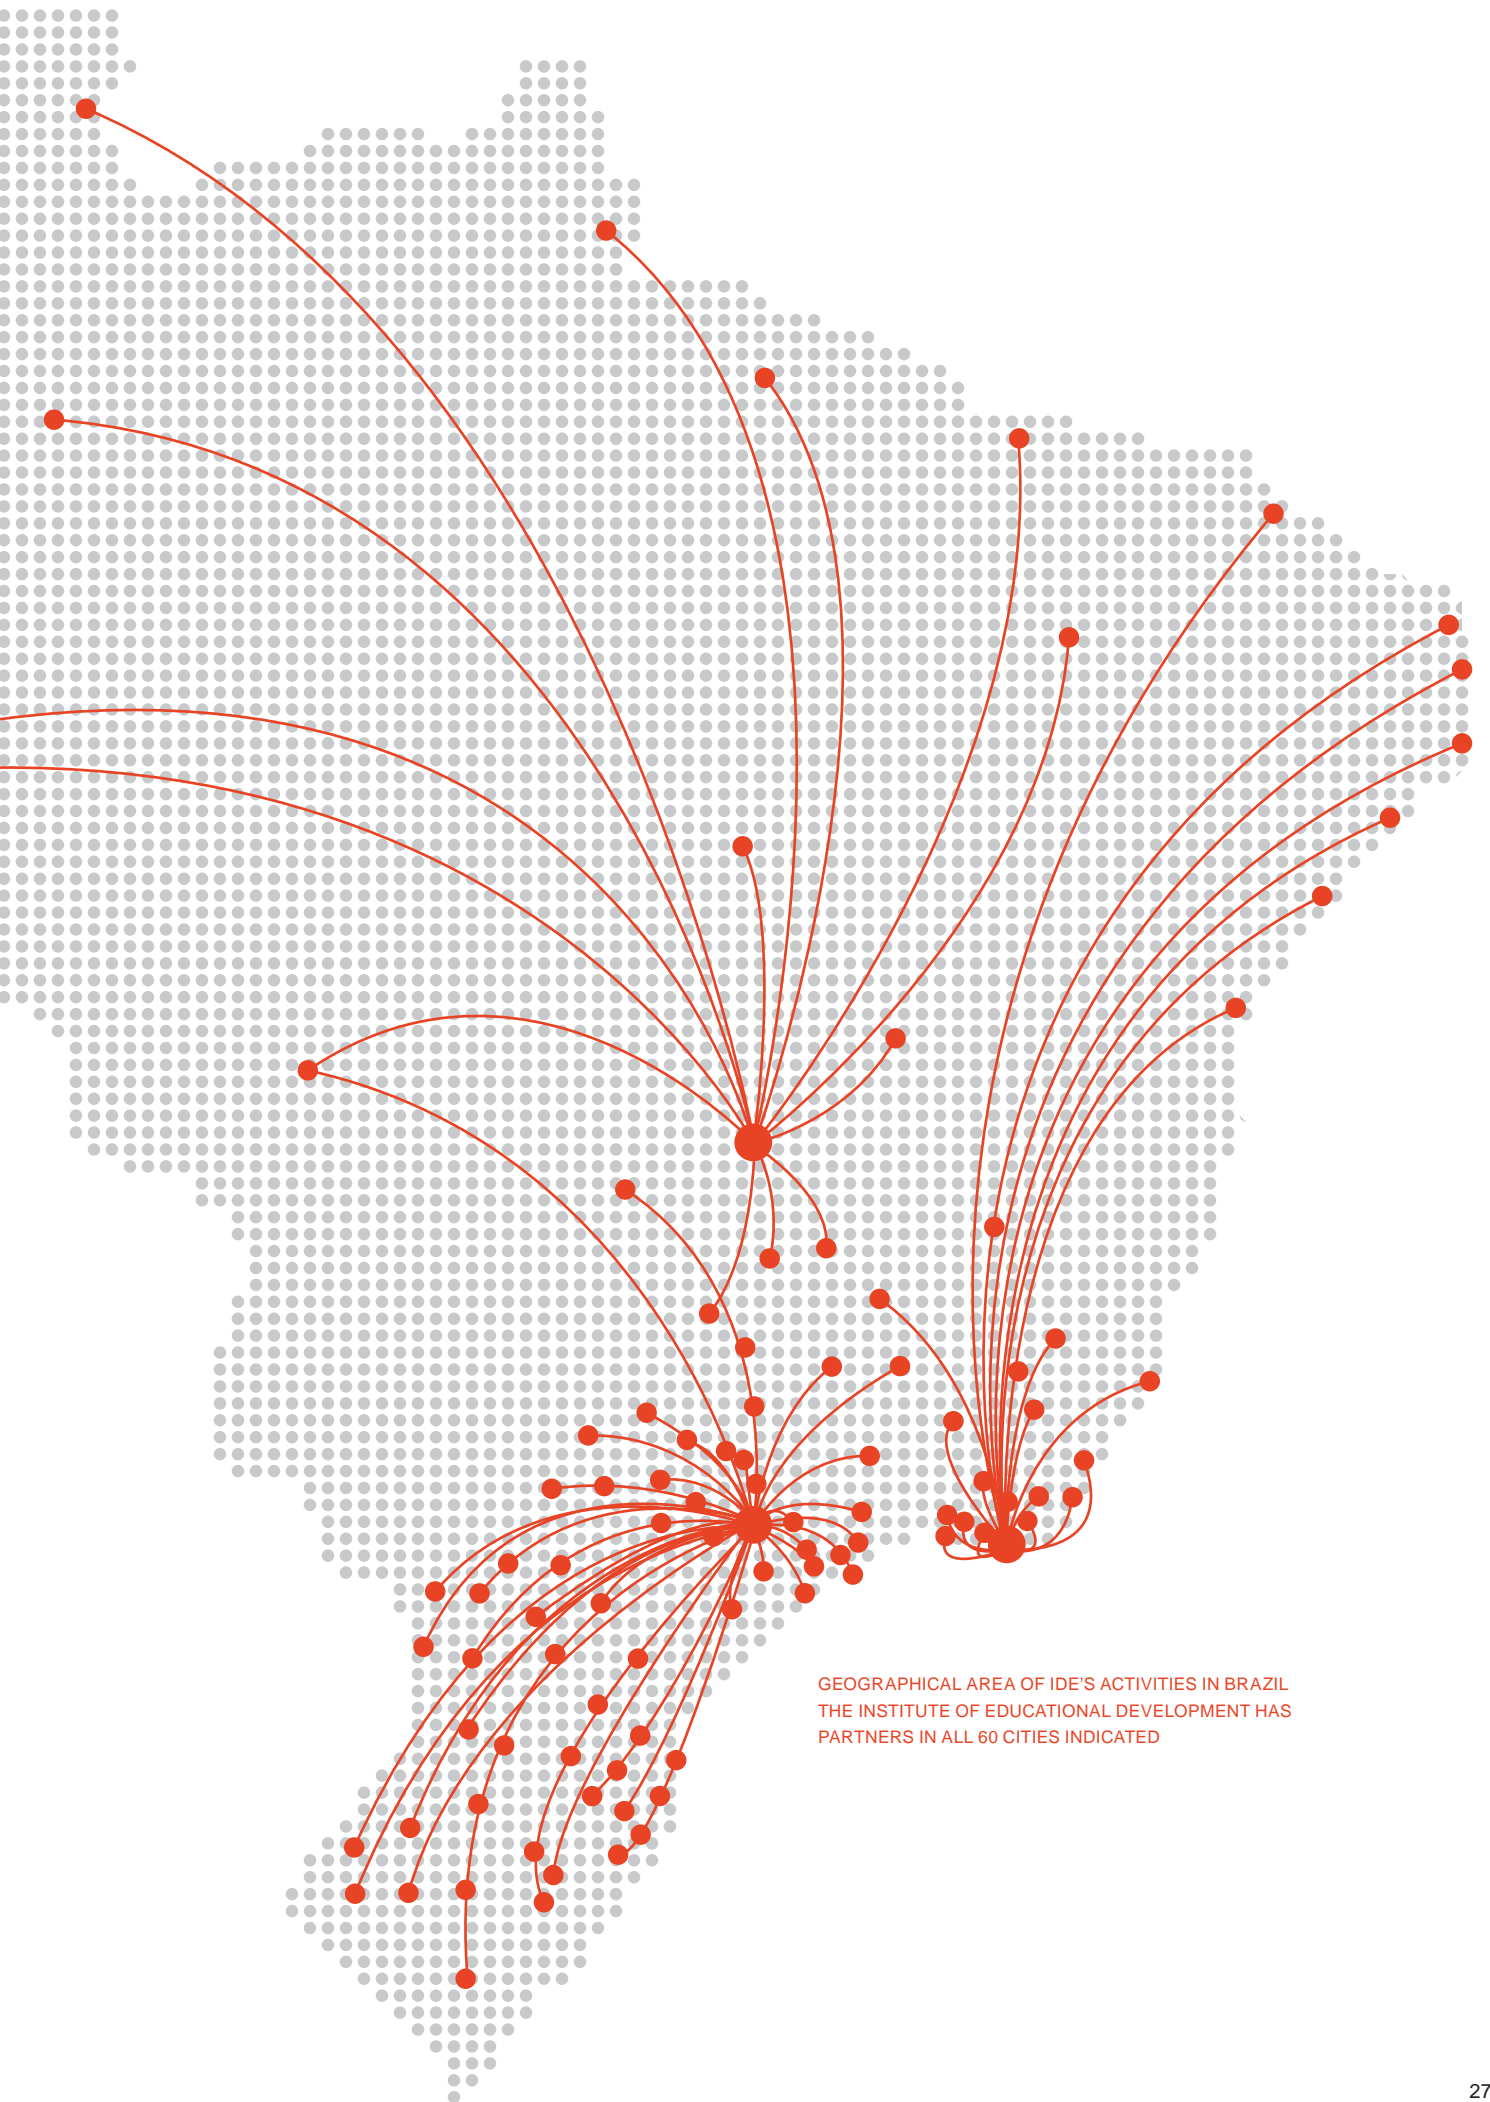 GEOGRAPHICAL AREA OF IDE’S ACTIVITIES IN BRAZIL
THE INSTITUTE OF EDUCATIONAL DEVELOPMENT HAS
PARTNERS IN ALL 60 CITIES INDICATED
27